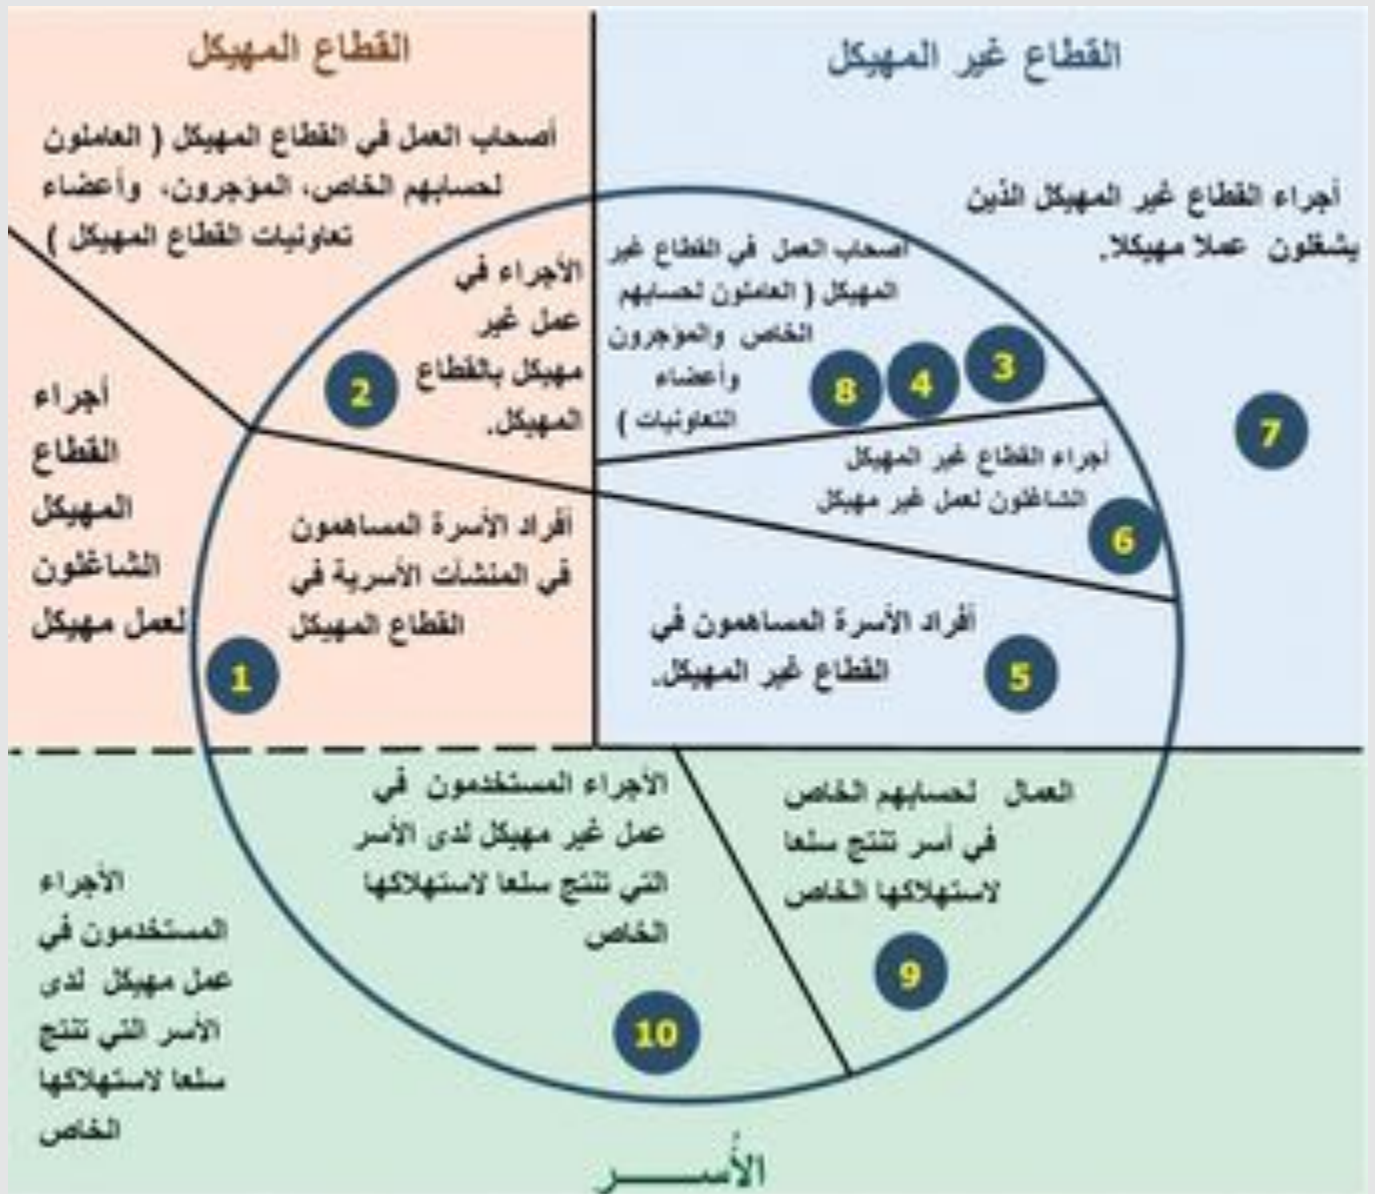 القطاع غير المهيكل
أجراء القطاع غير المهيكل الذين
يشغلون عملا مهيكلا.
7
أصحاب العمل في القطاع غير
المهيكل ( العاملون لحسابهم
الخاص والمؤجرون
وأعضاء
التعاونيات )
3
4
8
أجراء القطاع غير المهيكل
الشاغلون لعمل غير مهيكل
6
أفراد الأسرة المساهمون في
القطاع غير المهيكل.
5
القطاع المهيكل
أصحاب العمل في القطاع المهيكل ( العاملون
لحسابهم الخاص، المؤجرون، وأعضاء
تعاونيات القطاع المهيكل )
الأجراء في
عمل غير
مهيكل بالقطاع
المهيكل.
2
أفراد الأسرة المساهمون
في المنشآت الأسرية في
القطاع المهيكل
1
أجراء
القطاع
المهيكل
الشاغلون
لعمل مهيكل
العمال لحسابهم الخاص
في أسر تنتج سلعا
لاستهلاكها الخاص
9
الأجراء المستخدمون في
عمل غير مهيكل لدى الأسر
التي تنتج سلعا لاستهلاكها
الخاص
10
الأجراء
المستخدمون في
عمل مهيكل لدى
الأسر التي تنتج
سلعا لاستهلاكها
الخاص
الأُســـــر